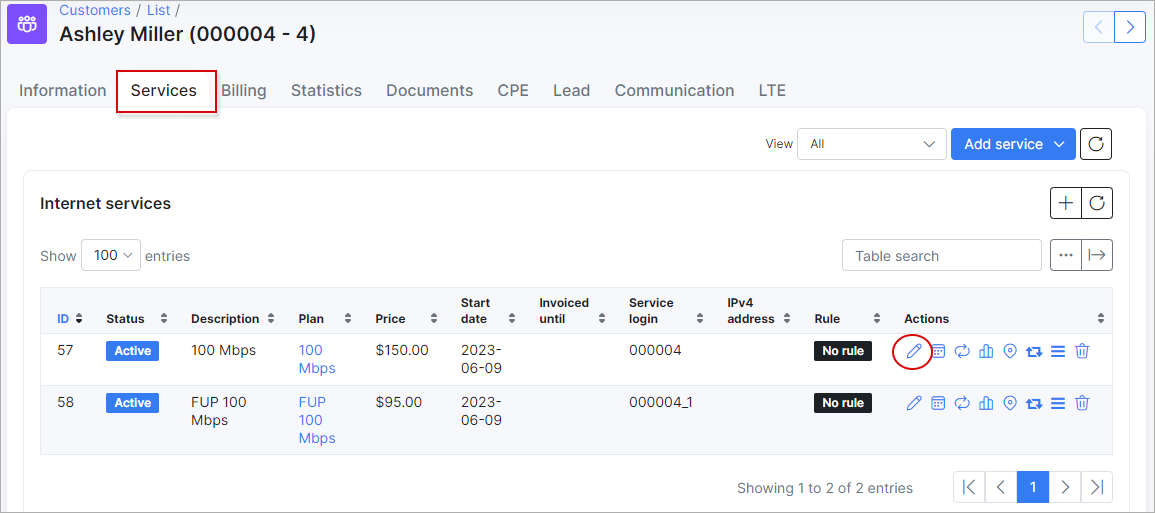 Customers / List /
Ashley Miller (000004 - 4)
Information Services Billing Statistics Documents CPE Lead Communication LTE
View All Add service
Internet services
Show 100 entries Table search
ID Status Description Plan Price Start date Invoiced until Service login IPv4 address Rule Actions
57 Active 100 Mbps 100 Mbps $150.00 2023-06-09 000004 No rule
58 Active FUP 100 Mbps FUP 100 Mbps $95.00 2023-06-09 000004_1 No rule
Showing 1 to 2 of 2 entries 1